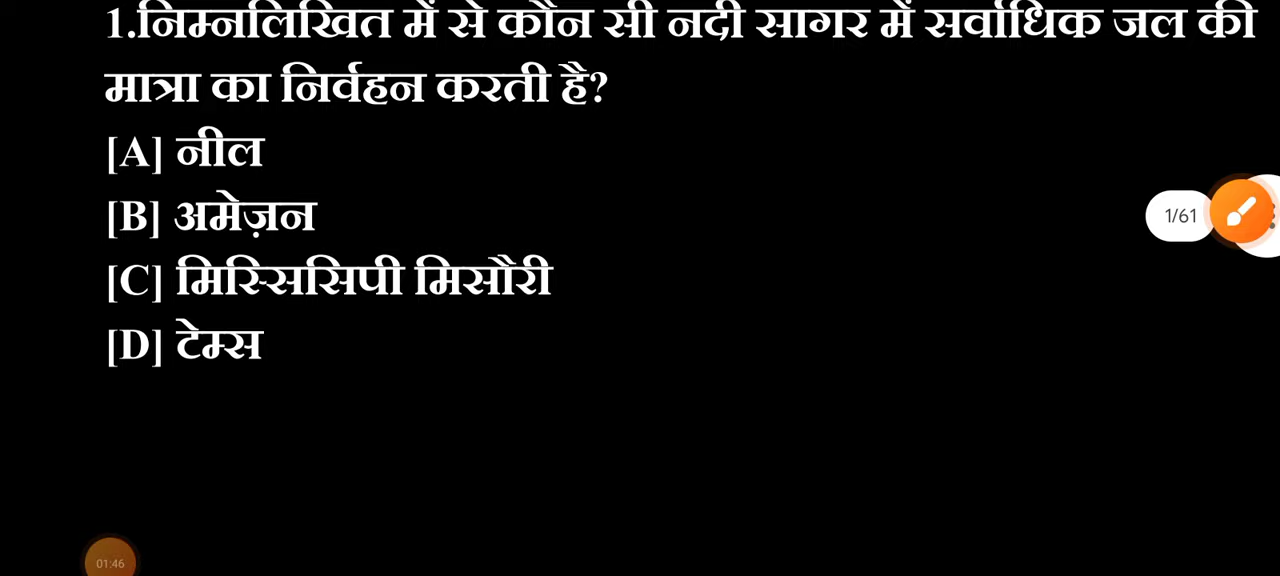 1.निम्नलिखित में से कौन सी नदी सागर में सर्वाधिक जल की
मात्रा का निर्वहन करती है?
[A] नील
[B] अमेज़न
1/61
[C] मिस्सिसिपी मिसौरी
[D] टेम्स
01:46